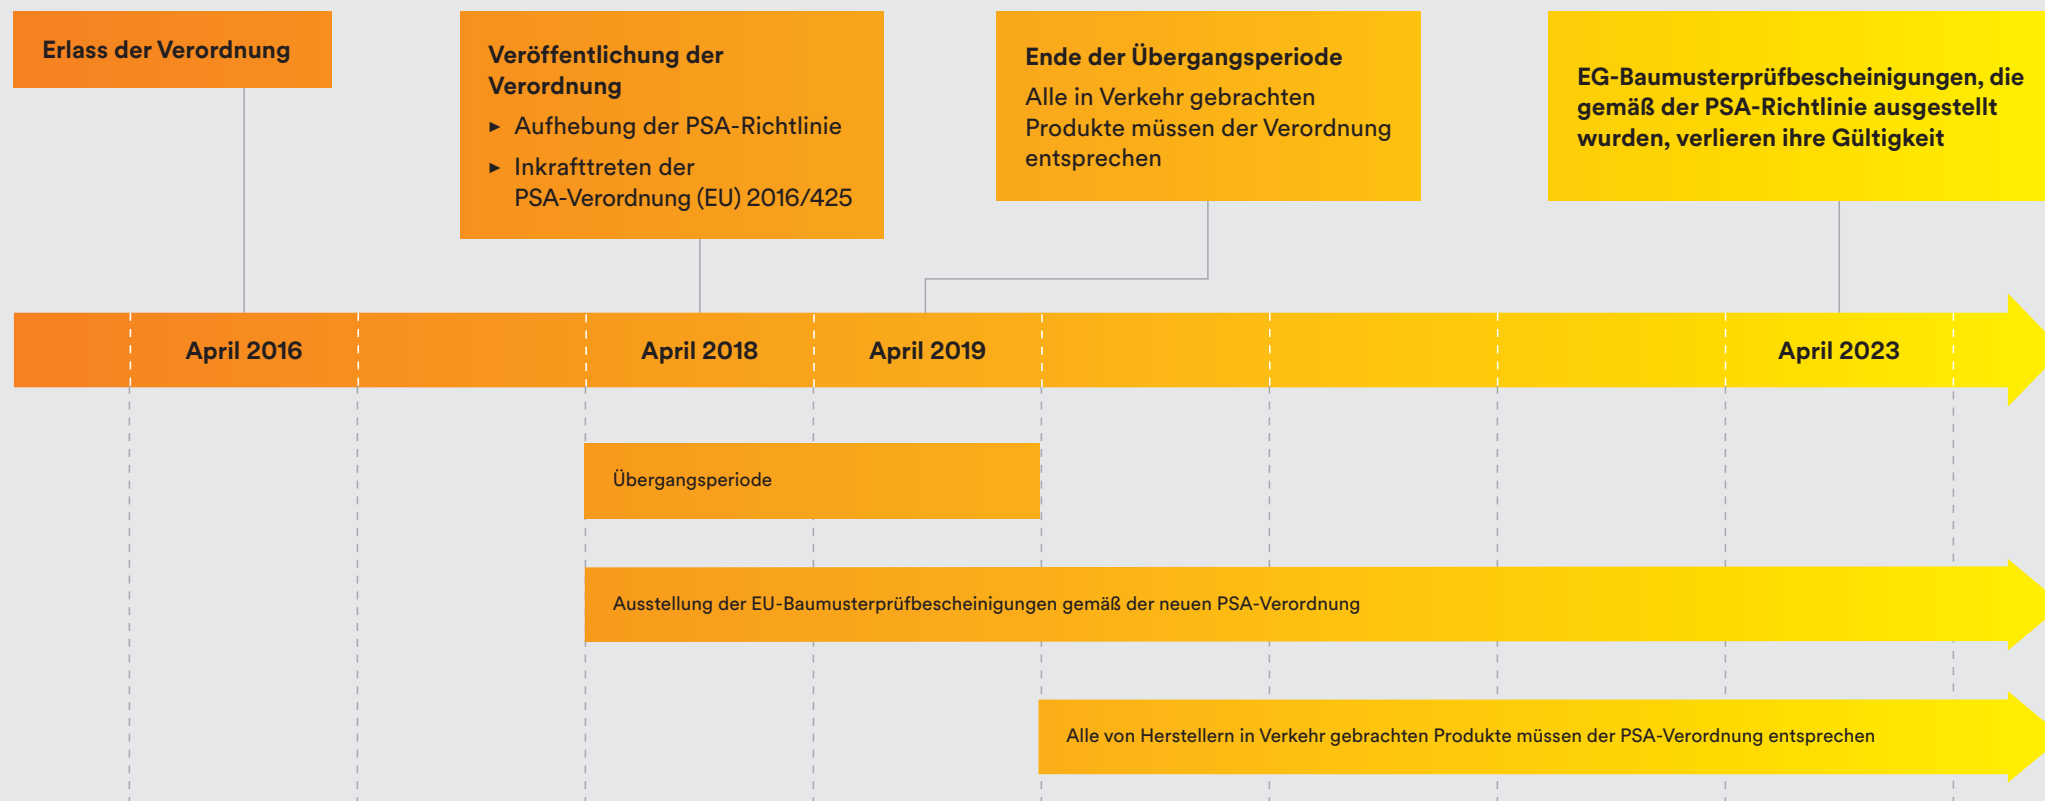 Erlass der Verordnung
Veröffentlichung der
Verordnung
▸ Aufhebung der PSA-Richtlinie
▸ Inkrafttreten der
PSA-Verordnung (EU) 2016/425
Ende der Übergangsperiode
Alle in Verkehr gebrachten
Produkte müssen der Verordnung
entsprechen
EG-Baumusterprüfbescheinigungen, die
gemäß der PSA-Richtlinie ausgestellt
wurden, verlieren ihre Gültigkeit
April 2016
April 2018
April 2019
April 2023
Übergangsperiode
Ausstellung der EU-Baumusterprüfbescheinigungen gemäß der neuen PSA-Verordnung
Alle von Herstellern in Verkehr gebrachten Produkte müssen der PSA-Verordnung entsprechen